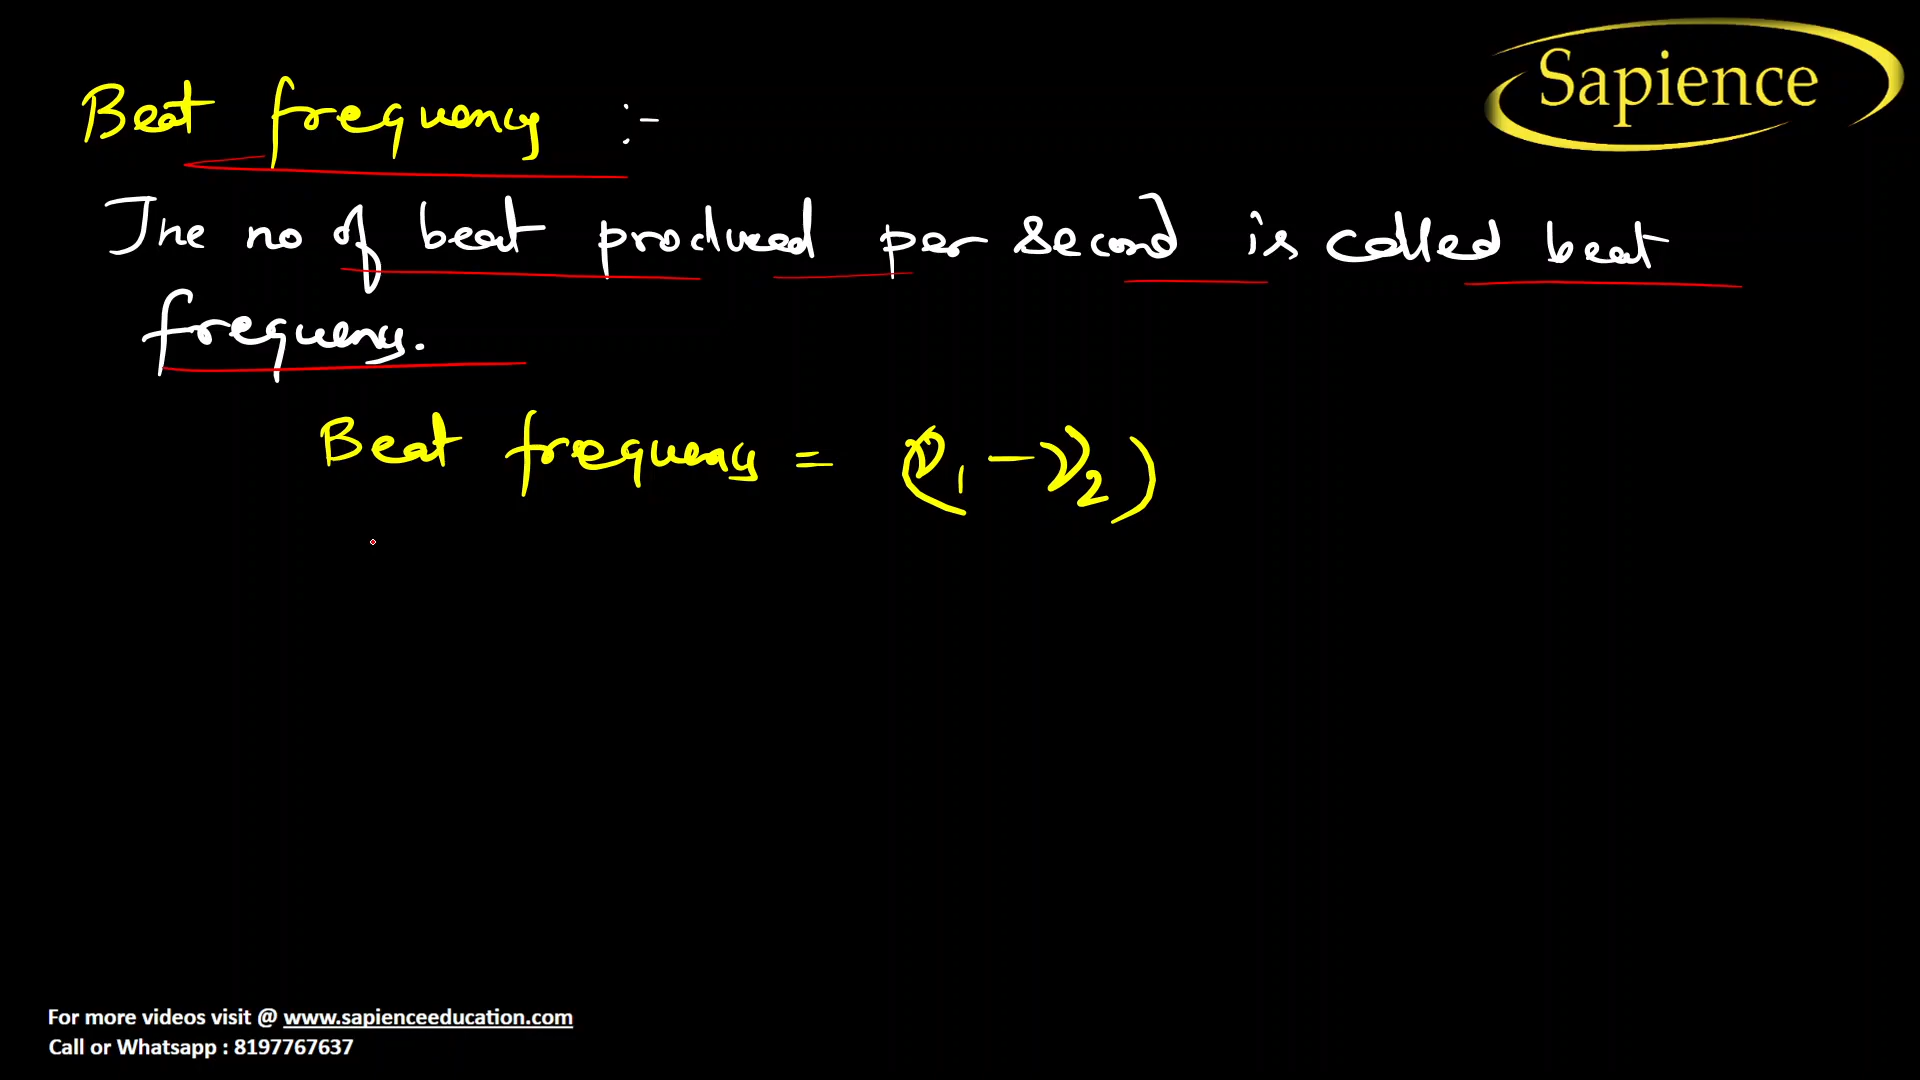 Sapience
Beat frequency :-
The no of beat produced per second is called beat
frequency.
Beat frequency = (ν₁ - ν₂)
For more videos visit @ www.sapienceeducation.com
Call or Whatsapp : 8197767637